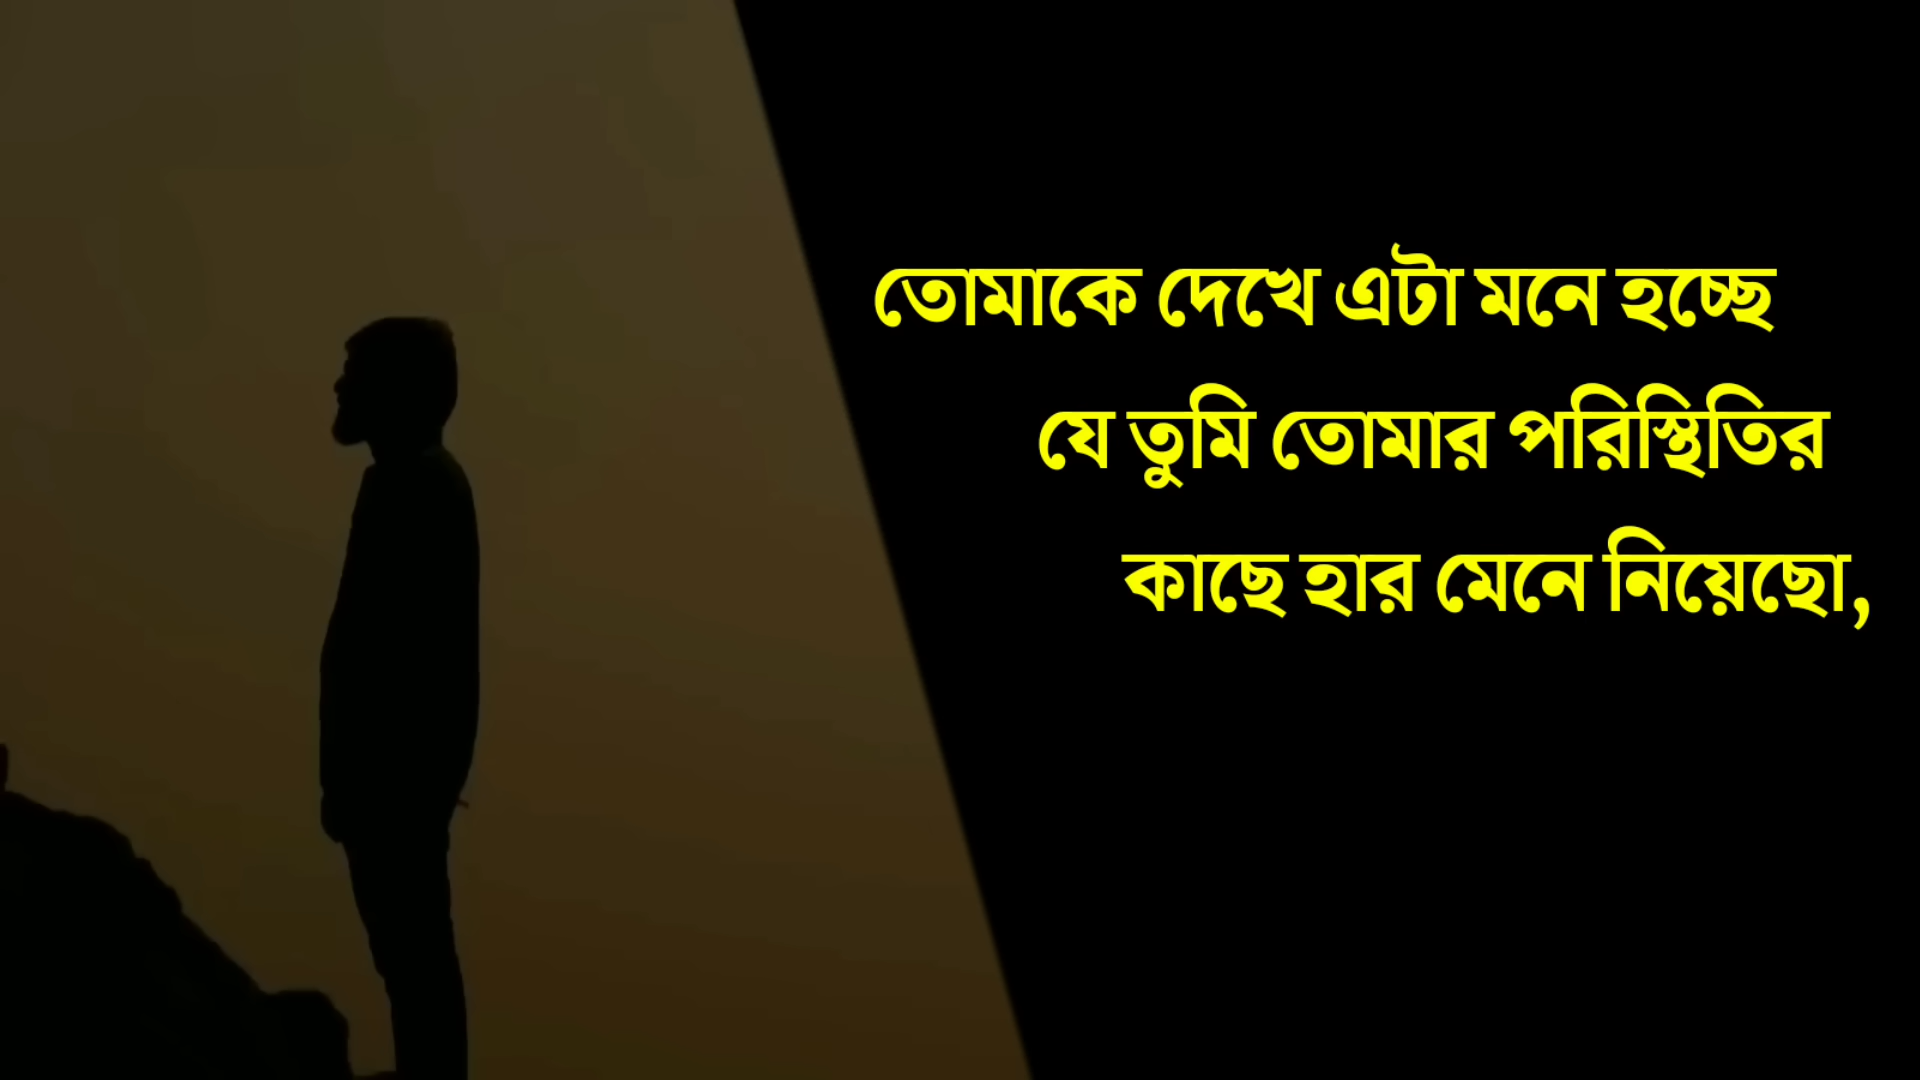 তোমাকে দেখে এটা মনে হচ্ছে
যে তুমি তোমার পরিস্থিতির
কাছে হার মেনে নিয়েছো,